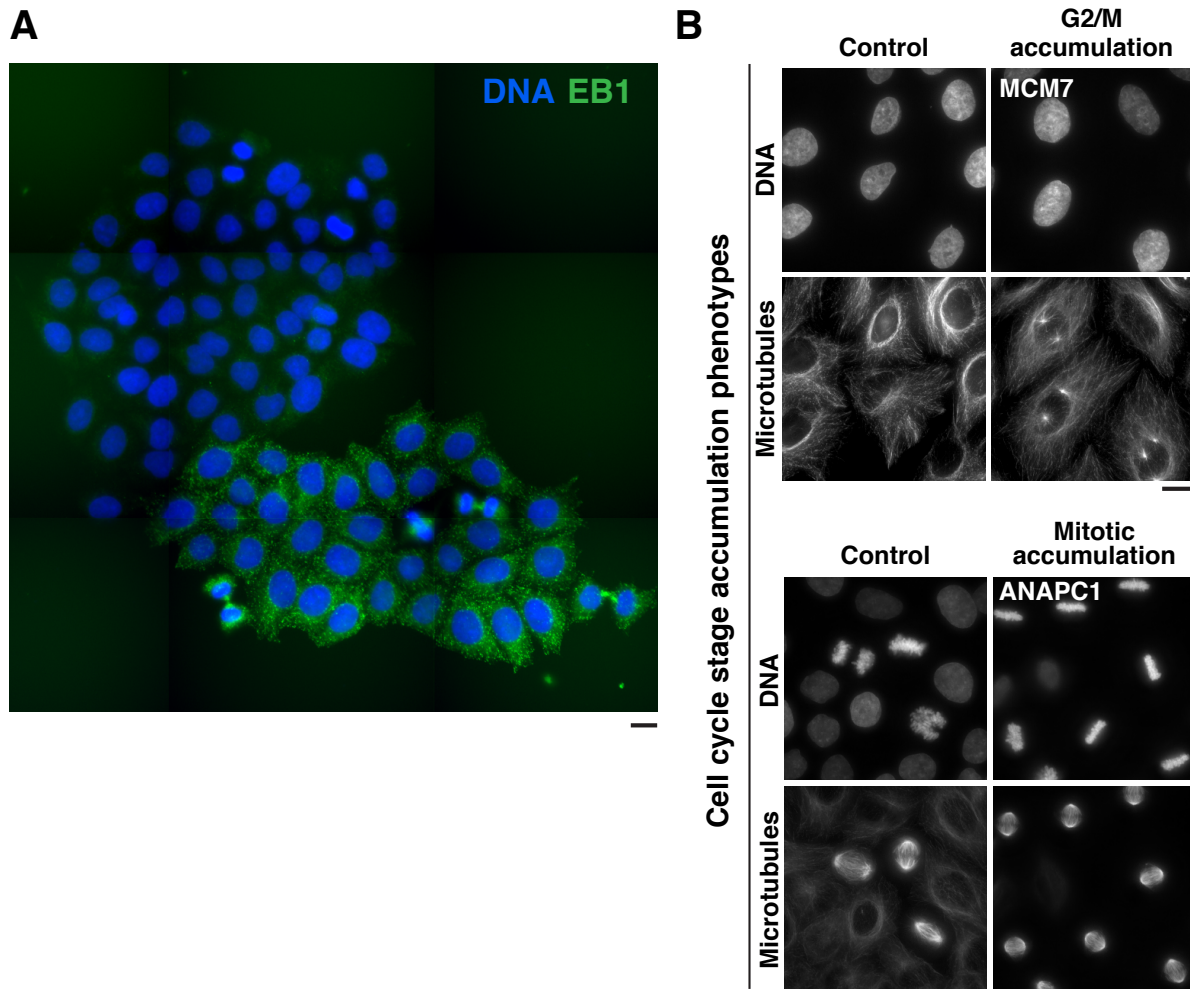 A
DNA EB1
B
Cell cycle stage accumulation phenotypes
Control
G2/M
accumulation
MCM7
DNA
Microtubules
Control
Mitotic
accumulation
ANAPC1
DNA
Microtubules